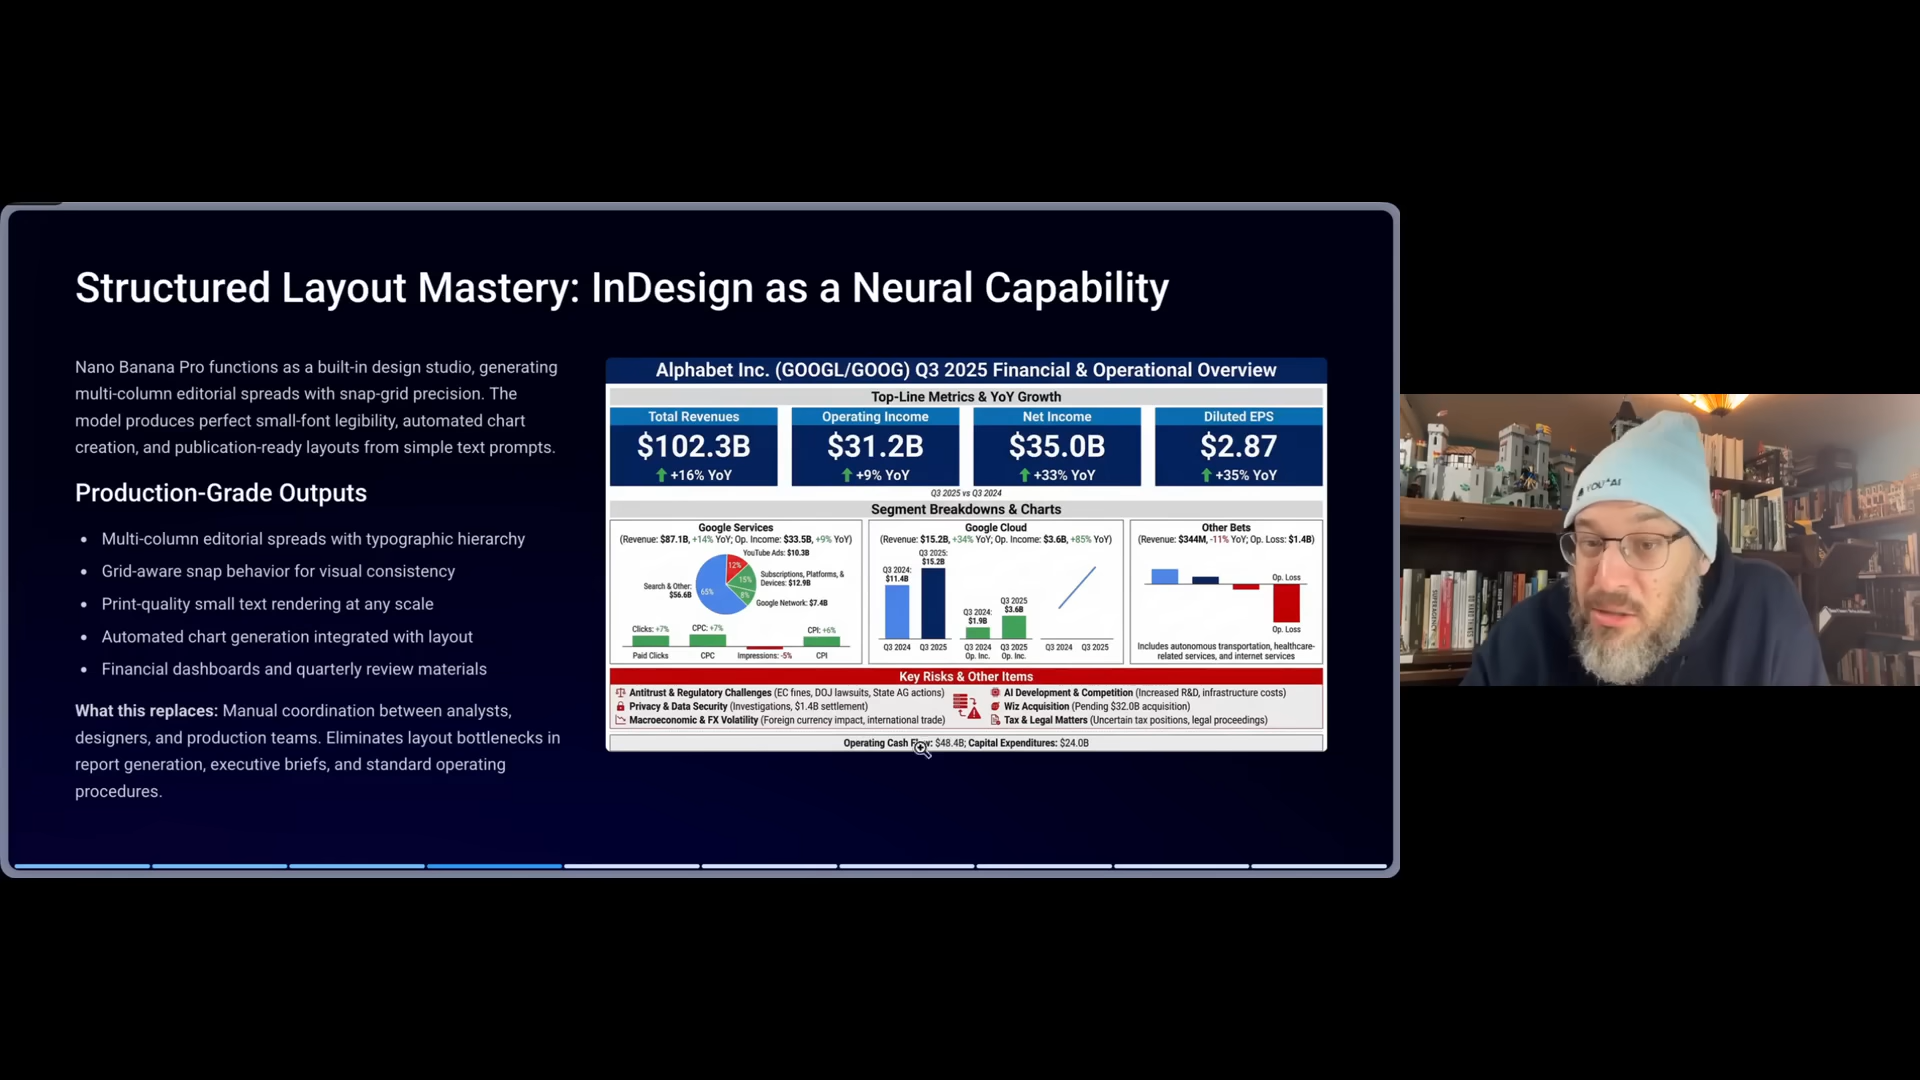 Structured Layout Mastery: InDesign as a Neural Capability
Nano Banana Pro functions as a built-in design studio, generating
multi-column editorial spreads with snap-grid precision. The
model produces perfect small-font legibility, automated chart
creation, and publication-ready layouts from simple text prompts.
Production-Grade Outputs
• Multi-column editorial spreads with typographic hierarchy
• Grid-aware snap behavior for visual consistency
• Print-quality small text rendering at any scale
• Automated chart generation integrated with layout
• Financial dashboards and quarterly review materials
What this replaces: Manual coordination between analysts,
designers, and production teams. Eliminates layout bottlenecks in
report generation, executive briefs, and standard operating
procedures.
Alphabet Inc. (GOOGL/GOOG) Q3 2025 Financial & Operational Overview
Top-Line Metrics & YoY Growth
Total Revenues
$102.3B
+16% YoY
Operating Income
$31.2B
+9% YoY
Net Income
$35.0B
+33% YoY
Diluted EPS
$2.87
+35% YoY
Q3 2025 vs Q3 2024
Segment Breakdowns & Charts
Google Services
(Revenue: $87.1B, +14% YoY; Op. Income: $33.5B, +9% YoY)
YouTube Ads: $10.3B
12%
Subscriptions, Platforms, &
Devices: $12.9B
15%
Search & Other:
$56.6B
65%
8%
Google Network: $7.4B
Clicks: +7%
CPC: +7%
CPI: +6%
Paid Clicks
CPC
Impressions: -5%
CPI
Google Cloud
(Revenue: $15.2B, +34% YoY; Op. Income: $3.6B, +85% YoY)
Q3 2024:
$11.4B
Q3 2025:
$15.2B
Q3 2024:
$1.9B
Q3 2025
$3.6B
Q3 2024
Q3 2025
Q3 2024
Op. Inc.
Q3 2025
Op. Inc.
Q3 2024
Q3 2025
Other Bets
(Revenue: $344M, -11% YoY; Op. Loss: $1.4B)
Op. Loss
Op. Loss
Includes autonomous transportation, healthcare-
related services, and internet services
Key Risks & Other Items
Antitrust & Regulatory Challenges (EC fines, DOJ lawsuits, State AG actions)
Privacy & Data Security (Investigations, $1.4B settlement)
Macroeconomic & FX Volatility (Foreign currency impact, international trade)
AI Development & Competition (Increased R&D, infrastructure costs)
Wiz Acquisition (Pending $32.0B acquisition)
Tax & Legal Matters (Uncertain tax positions, legal proceedings)
Operating Cash Flow: $48.4B; Capital Expenditures: $24.0B
SUPERAGENCY